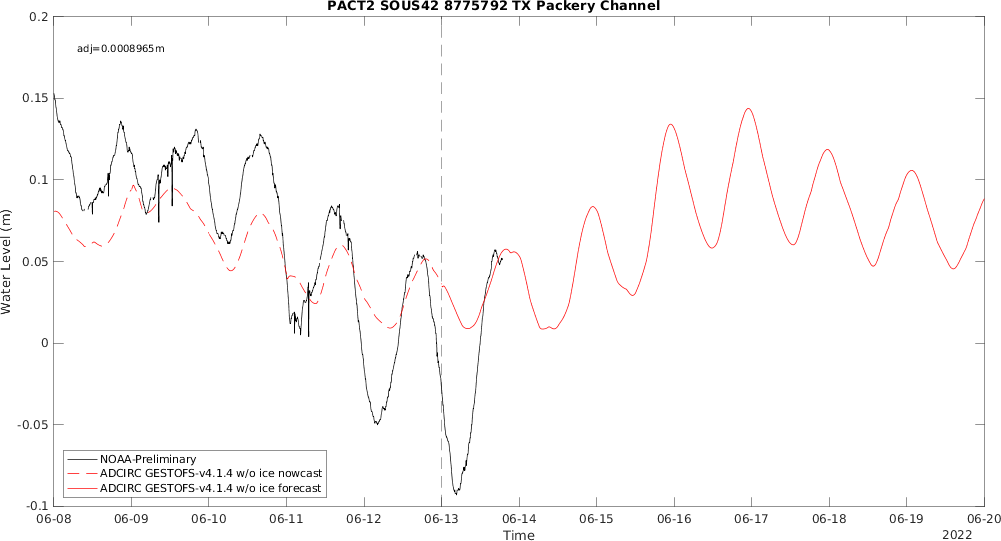 PACT2 SOUS42 8775792 TX Packery Channel
adj=0.0008965m
0.2
0.15
0.1
0.05
0
-0.05
-0.1
Water Level (m)
NOAA-Preliminary
ADCIRC GESTOFS-v4.1.4 w/o ice nowcast
ADCIRC GESTOFS-v4.1.4 w/o ice forecast
06-08 06-09 06-10 06-11 06-12 06-13 06-14 06-15 06-16 06-17 06-18 06-19 06-20
Time
2022